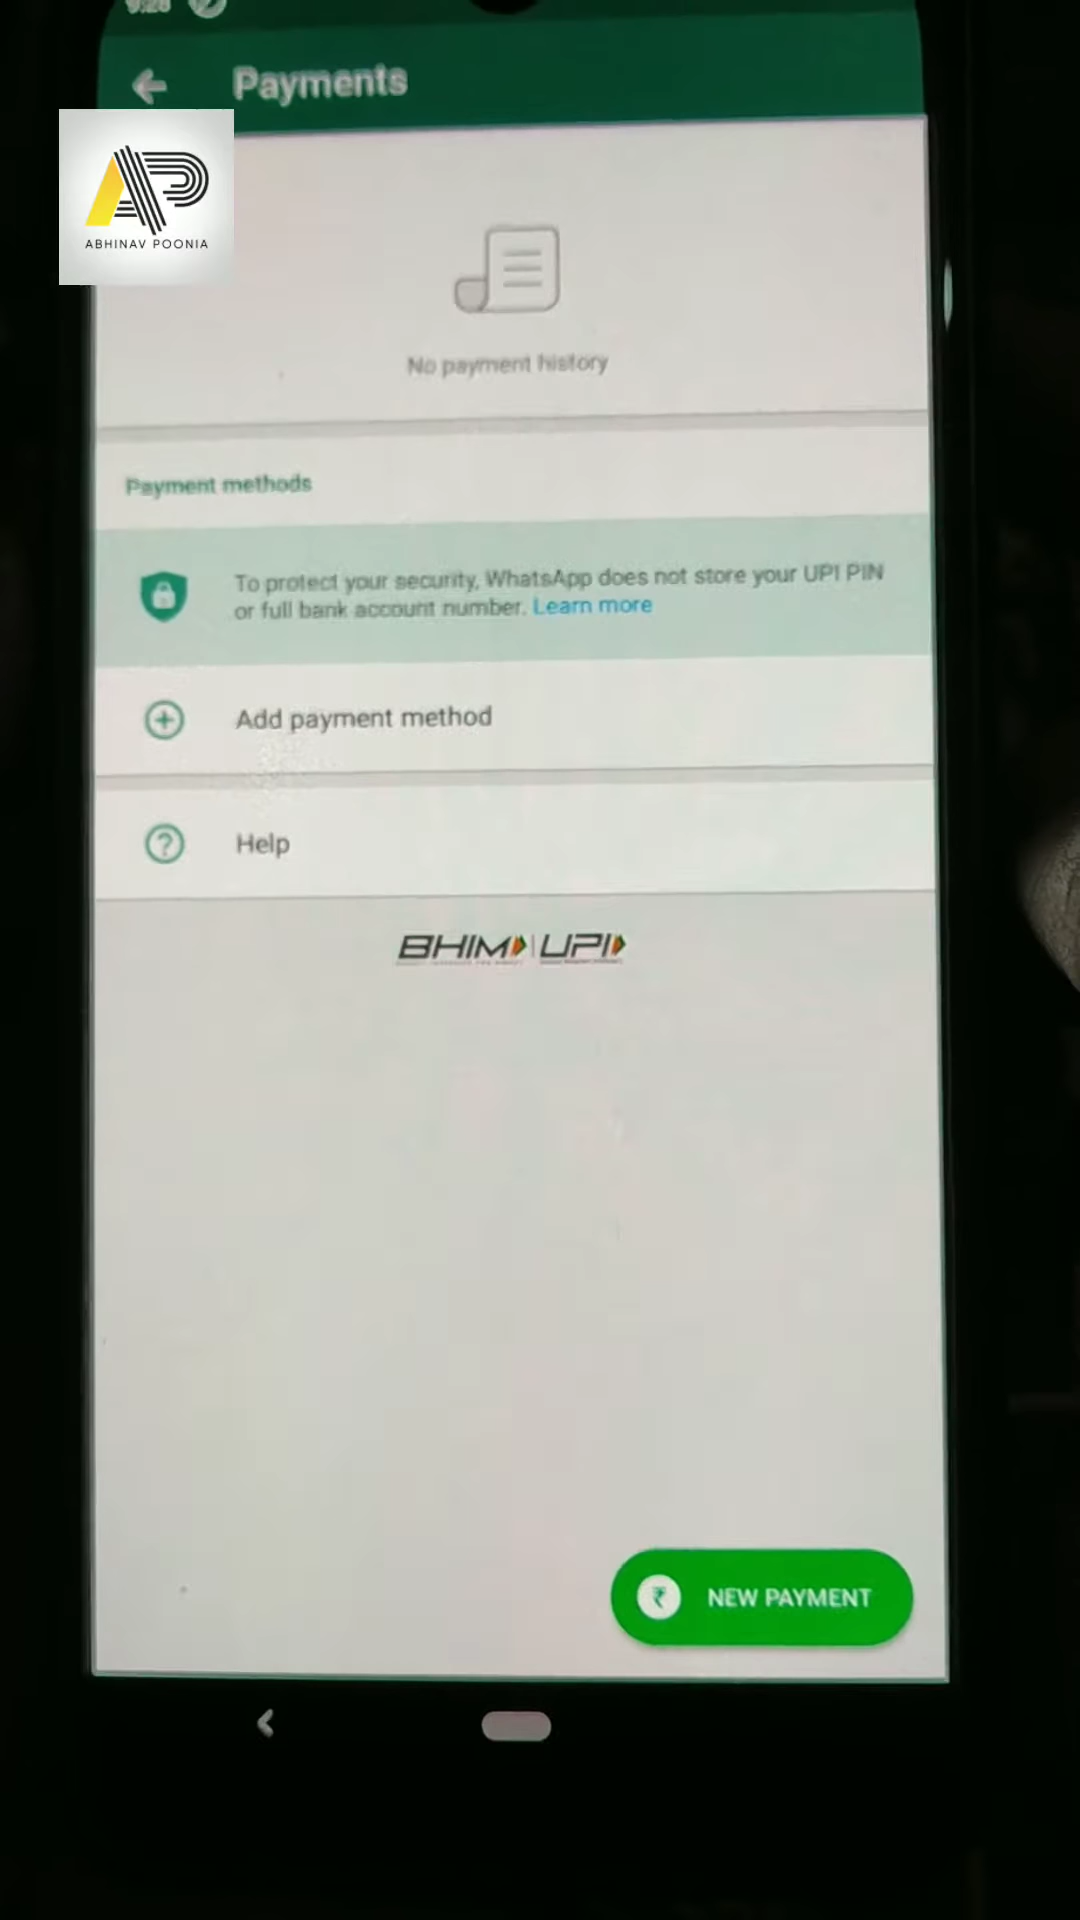 Payments
ABHINAV POONIA
No payment history
Payment methods
To protect your security, WhatsApp does not store your UPI PIN
or full bank account number. Learn more
Add payment method
Help
BHIM UPI
NEW PAYMENT